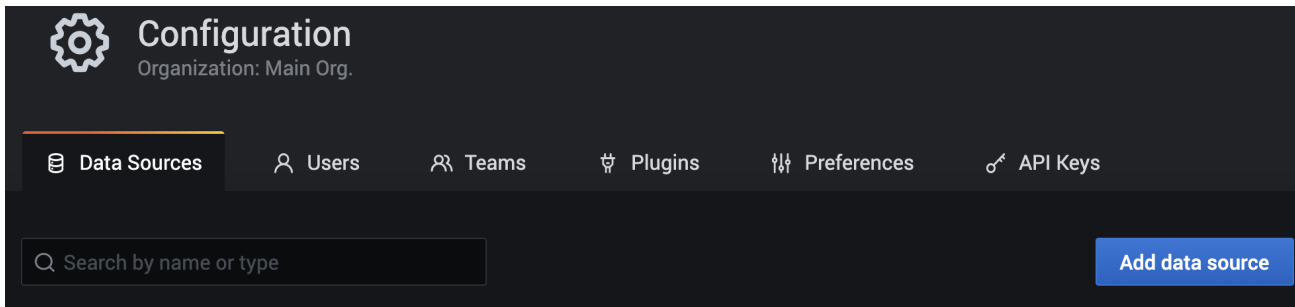 Configuration
Organization: Main Org.
Data Sources Users Teams Plugins Preferences API Keys
Search by name or type Add data source